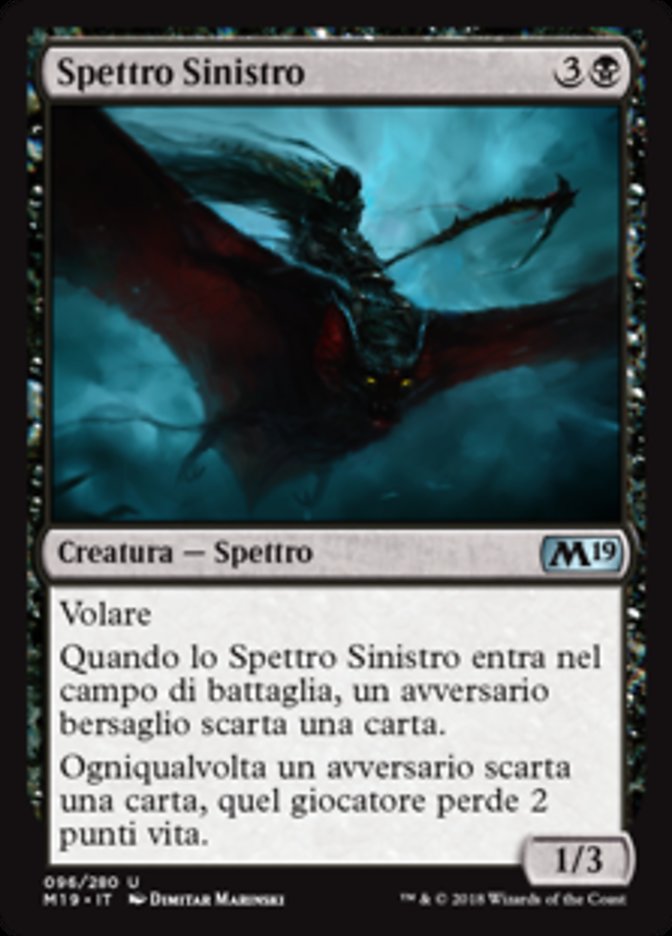 Spettro Sinistro 3
Creatura — Spettro M19
Volare
Quando lo Spettro Sinistro entra nel
campo di battaglia, un avversario
bersaglio scarta una carta.
Ogniqualvolta un avversario scarta
una carta, quel giocatore perde 2
punti vita.
1/3
096/280 U
M19 • IT Dimitar Marinski
™ & © 2018 Wizards of the Coast